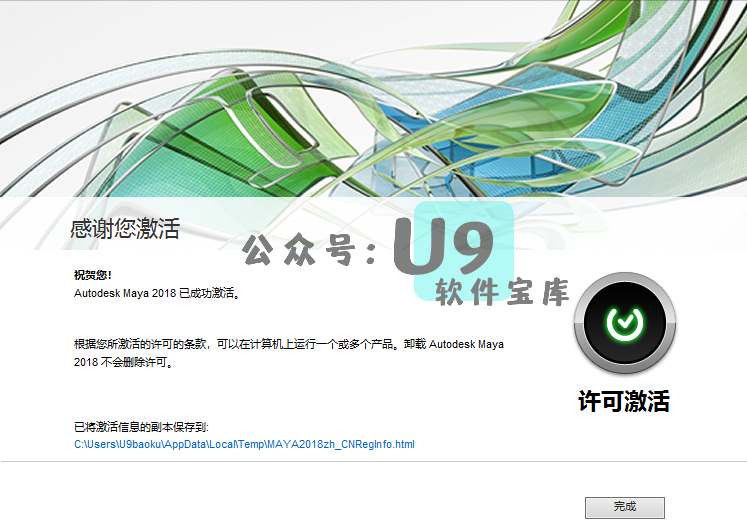 感谢您激活
公众号：U9
软件宝库
祝贺您！
Autodesk Maya 2018 已成功激活。
根据您所激活的许可的条款，可以在计算机上运行一个或多个产品。卸载 Autodesk Maya
2018 不会删除许可。
许可激活
已将激活信息的副本保存到:
C:\Users\U9baoku\AppData\Local\Temp\MAYA2018zh_CNRegInfo.html
完成